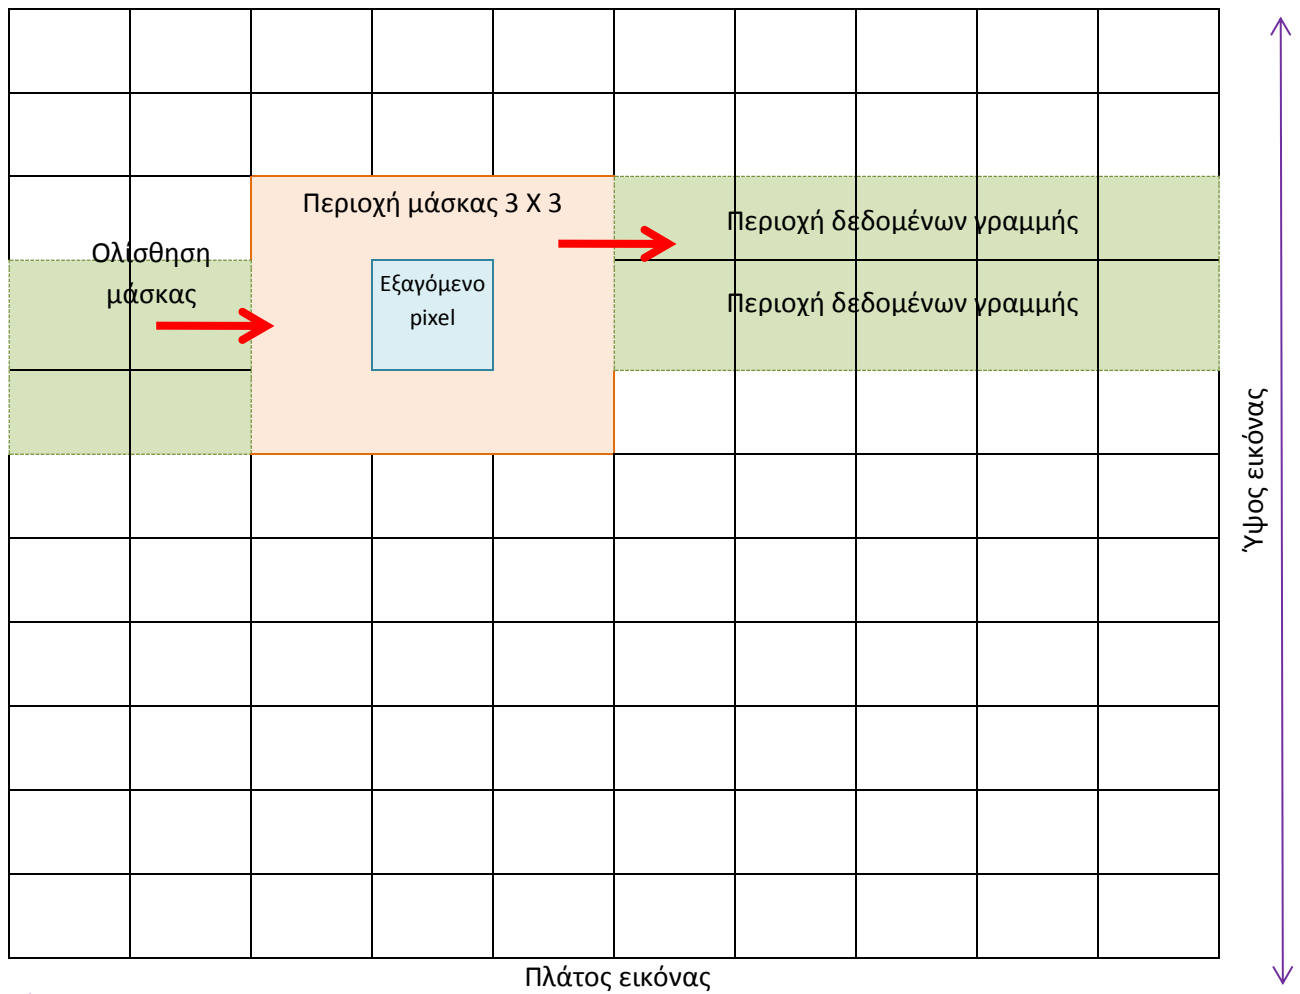 Περιοχή μάσκας 3 Χ 3
Περιοχή δεδομένων γραμμής
Ολίσθηση
μάσκας
Εξαγόμενο
pixel
Περιοχή δεδομένων γραμμής
Ύψος εικόνας
Πλάτος εικόνας